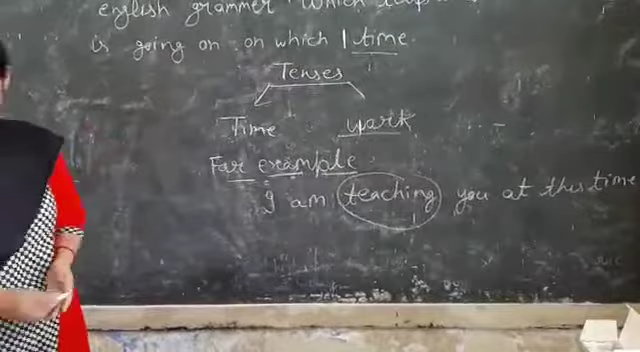 english grammer which
is going on on which time
Tenses
Time work
For example
I am teaching you at this time